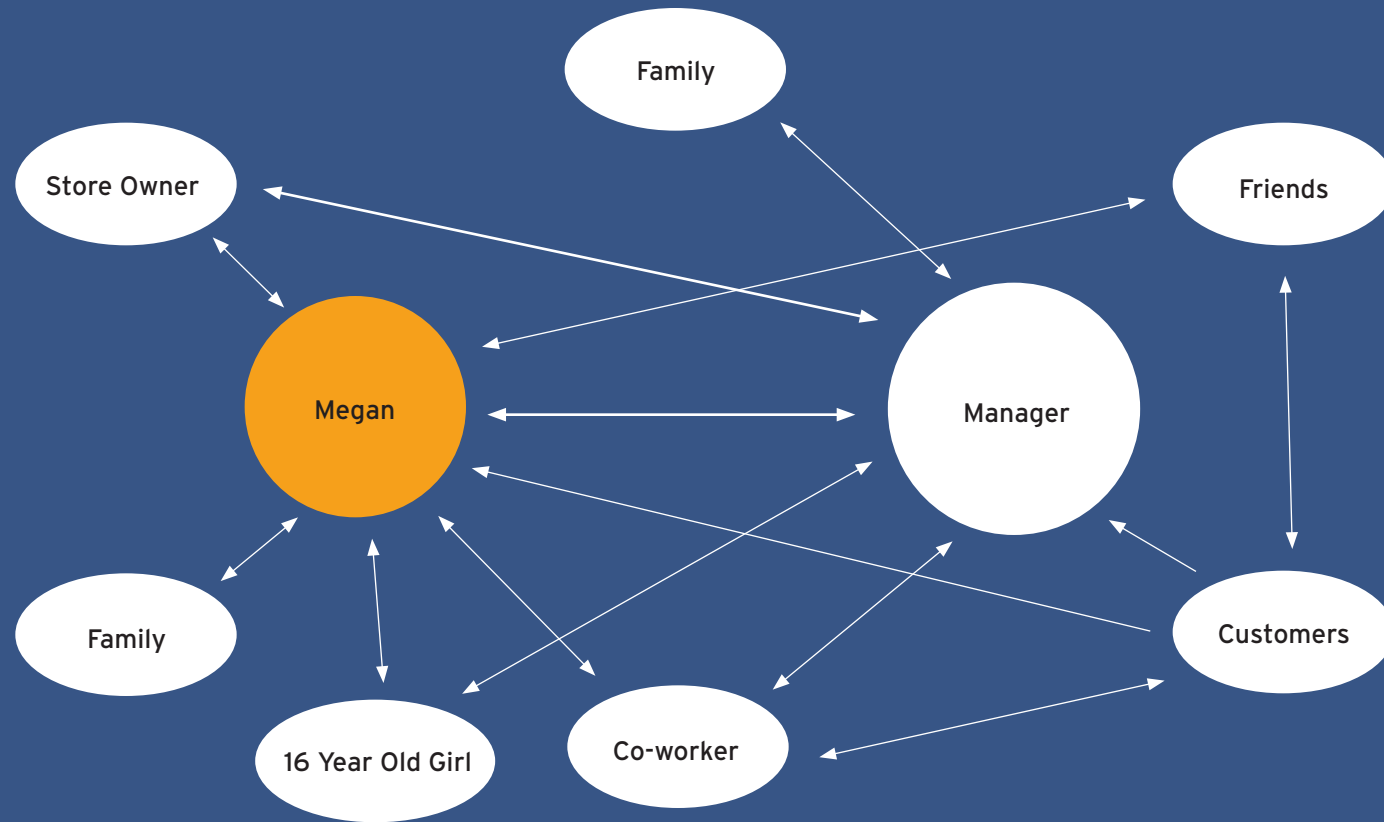 Family
Store Owner
Friends
Megan
Manager
Family
Customers
16 Year Old Girl
Co-worker